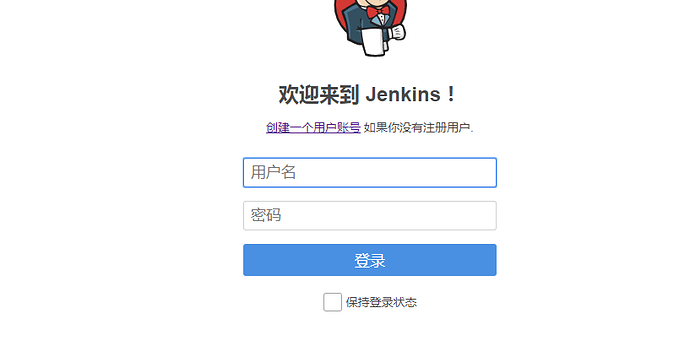 欢迎来到 Jenkins！
创建一个用户账号 如果你没有注册用户.
用户名
密码
登录
保持登录状态